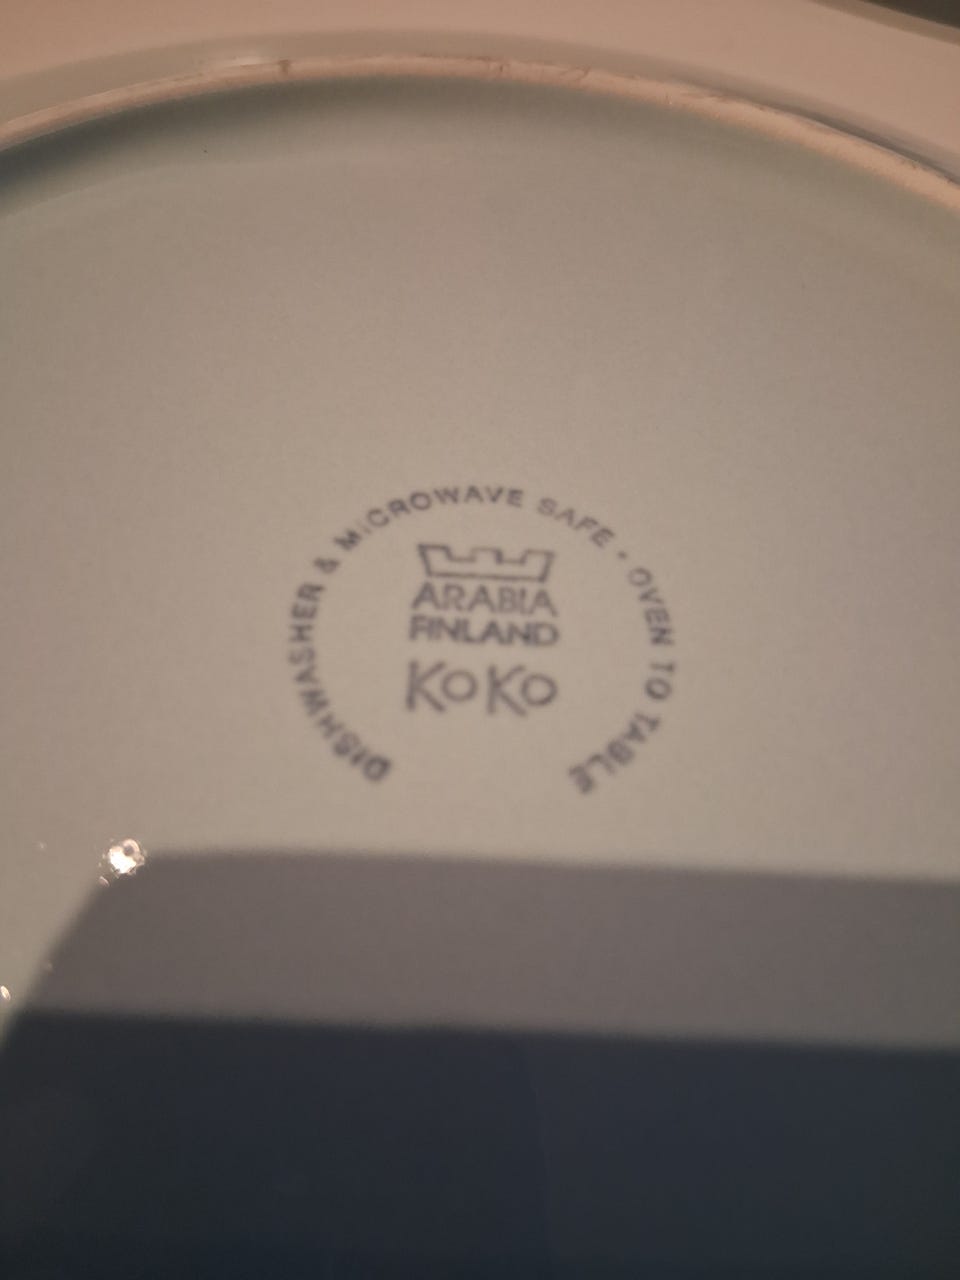 DISHWASHER & MiCROWAVE SAFE • OVEN TO TABLE
ARABIA
FINLAND
KoKo